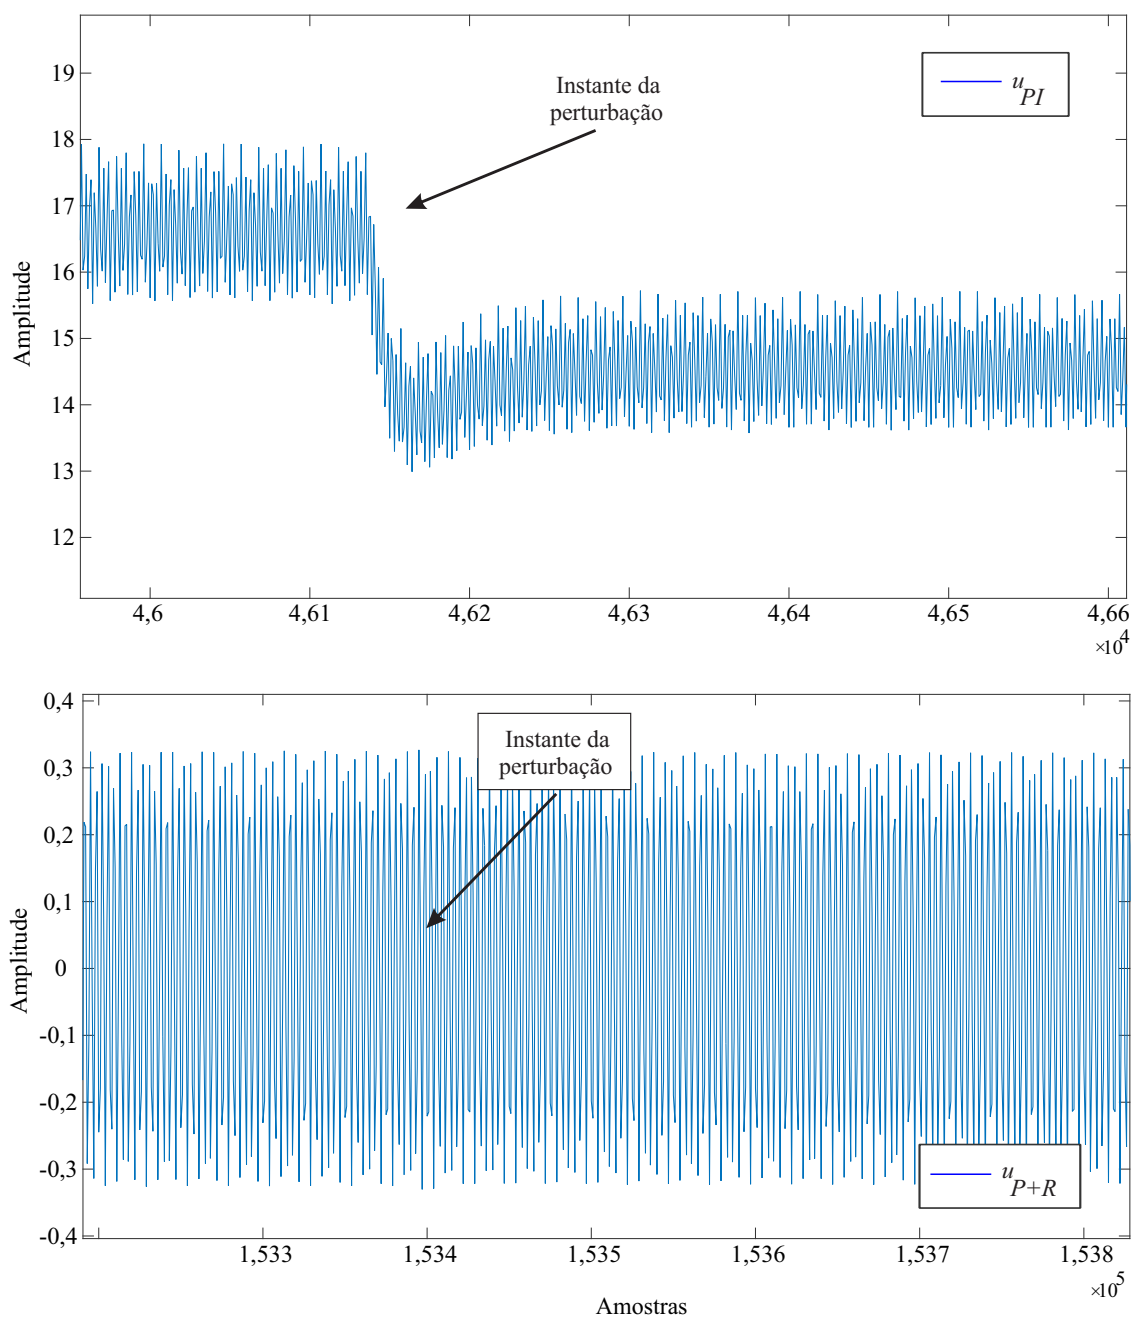 19
Instante da
perturbação
u PI
18
17
16
15
14
13
12
Amplitude
4,6 4,61 4,62 4,63 4,64 4,65 4,66
×10^4
0,4
Instante da
perturbação
0,3
0,2
0,1
0
-0,1
-0,2
-0,3
-0,4
Amplitude
u P+R
1,533 1,534 1,535 1,536 1,537 1,538
×10^5
Amostras